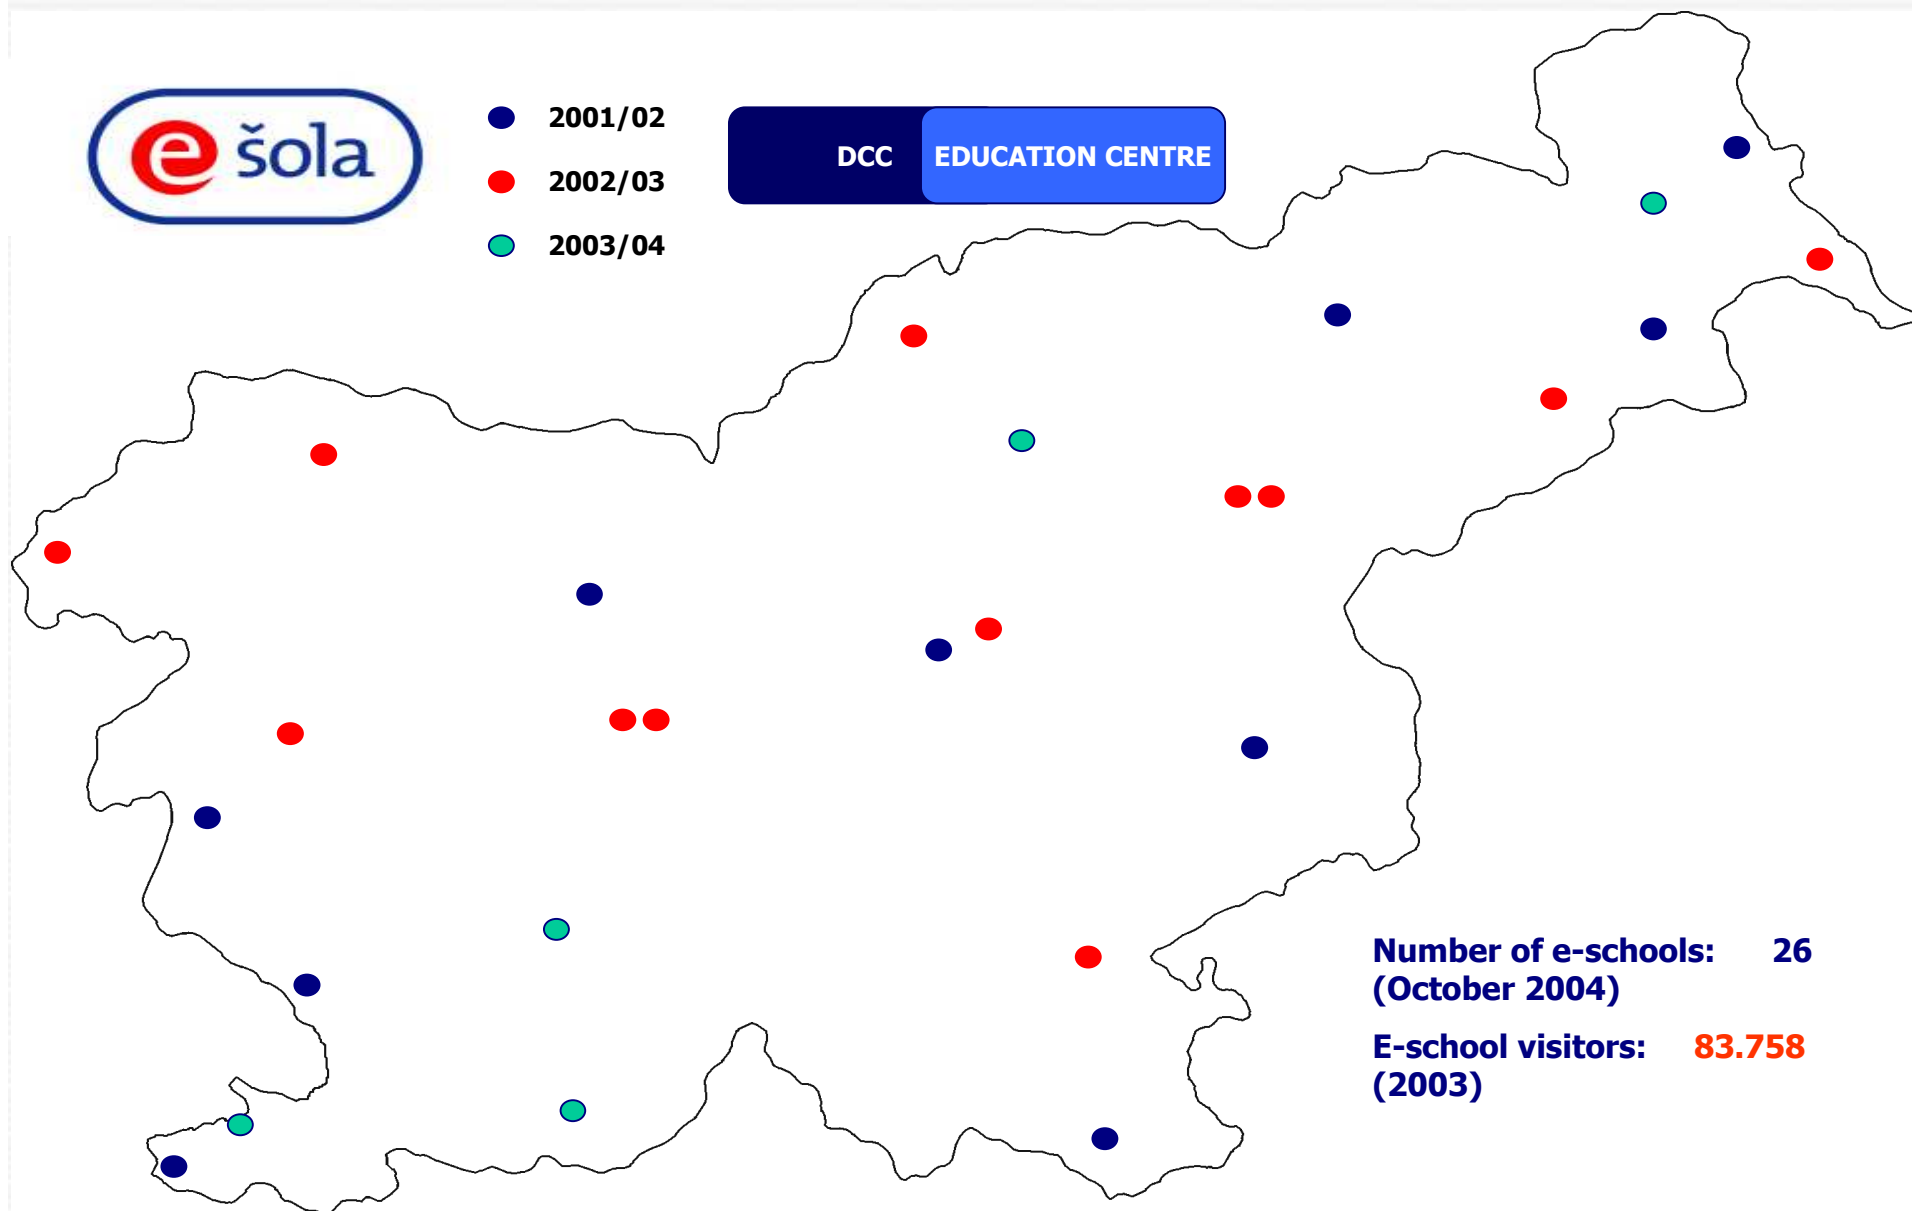 e šola
2001/02
2002/03
2003/04
DCC EDUCATION CENTRE
Number of e-schools: 26
(October 2004)
E-school visitors: 83.758
(2003)